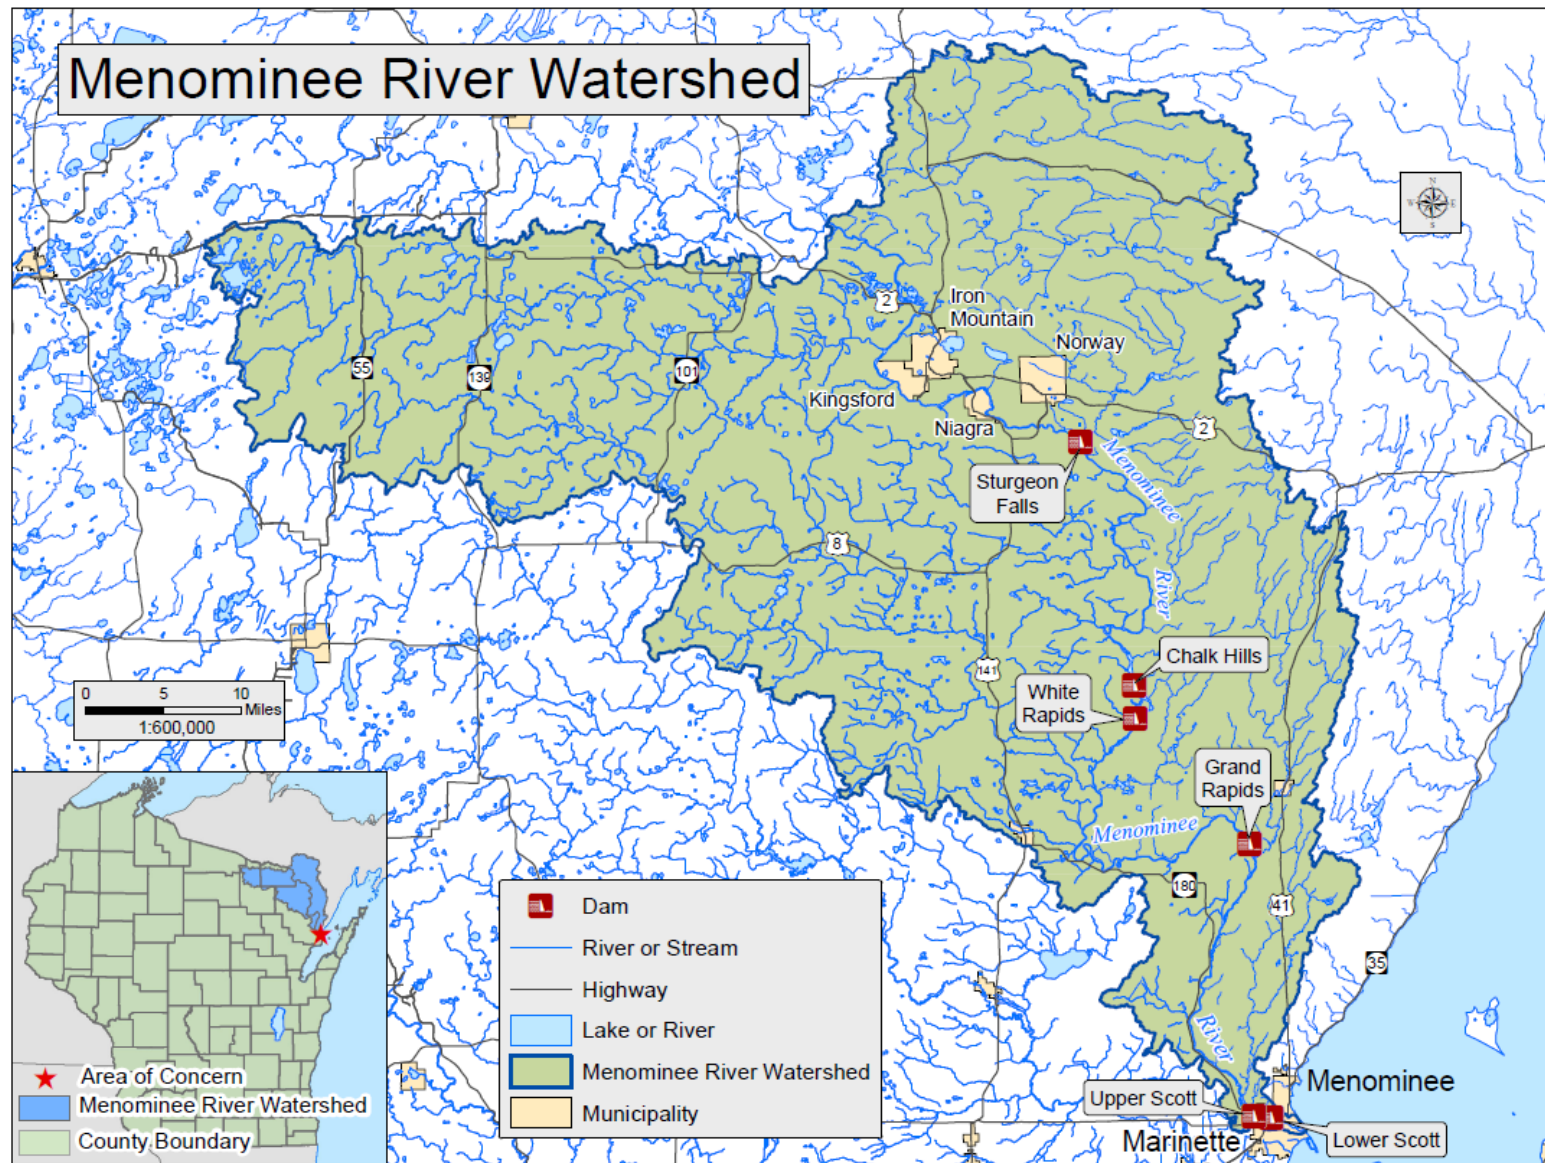 Menominee River Watershed
N
W E
S
Iron
Mountain
2
Norway
55
139
101
Kingsford
Niagra
2
Menominee
Sturgeon
Falls
8
River
Chalk Hills
141
White
Rapids
0 5 10
Miles
1:600,000
Grand
Rapids
Menominee
180
41
35
River
Dam
River or Stream
Highway
Lake or River
Menominee River Watershed
Municipality
Area of Concern
Menominee River Watershed
County Boundary
Menominee
Upper Scott
Marinette
Lower Scott